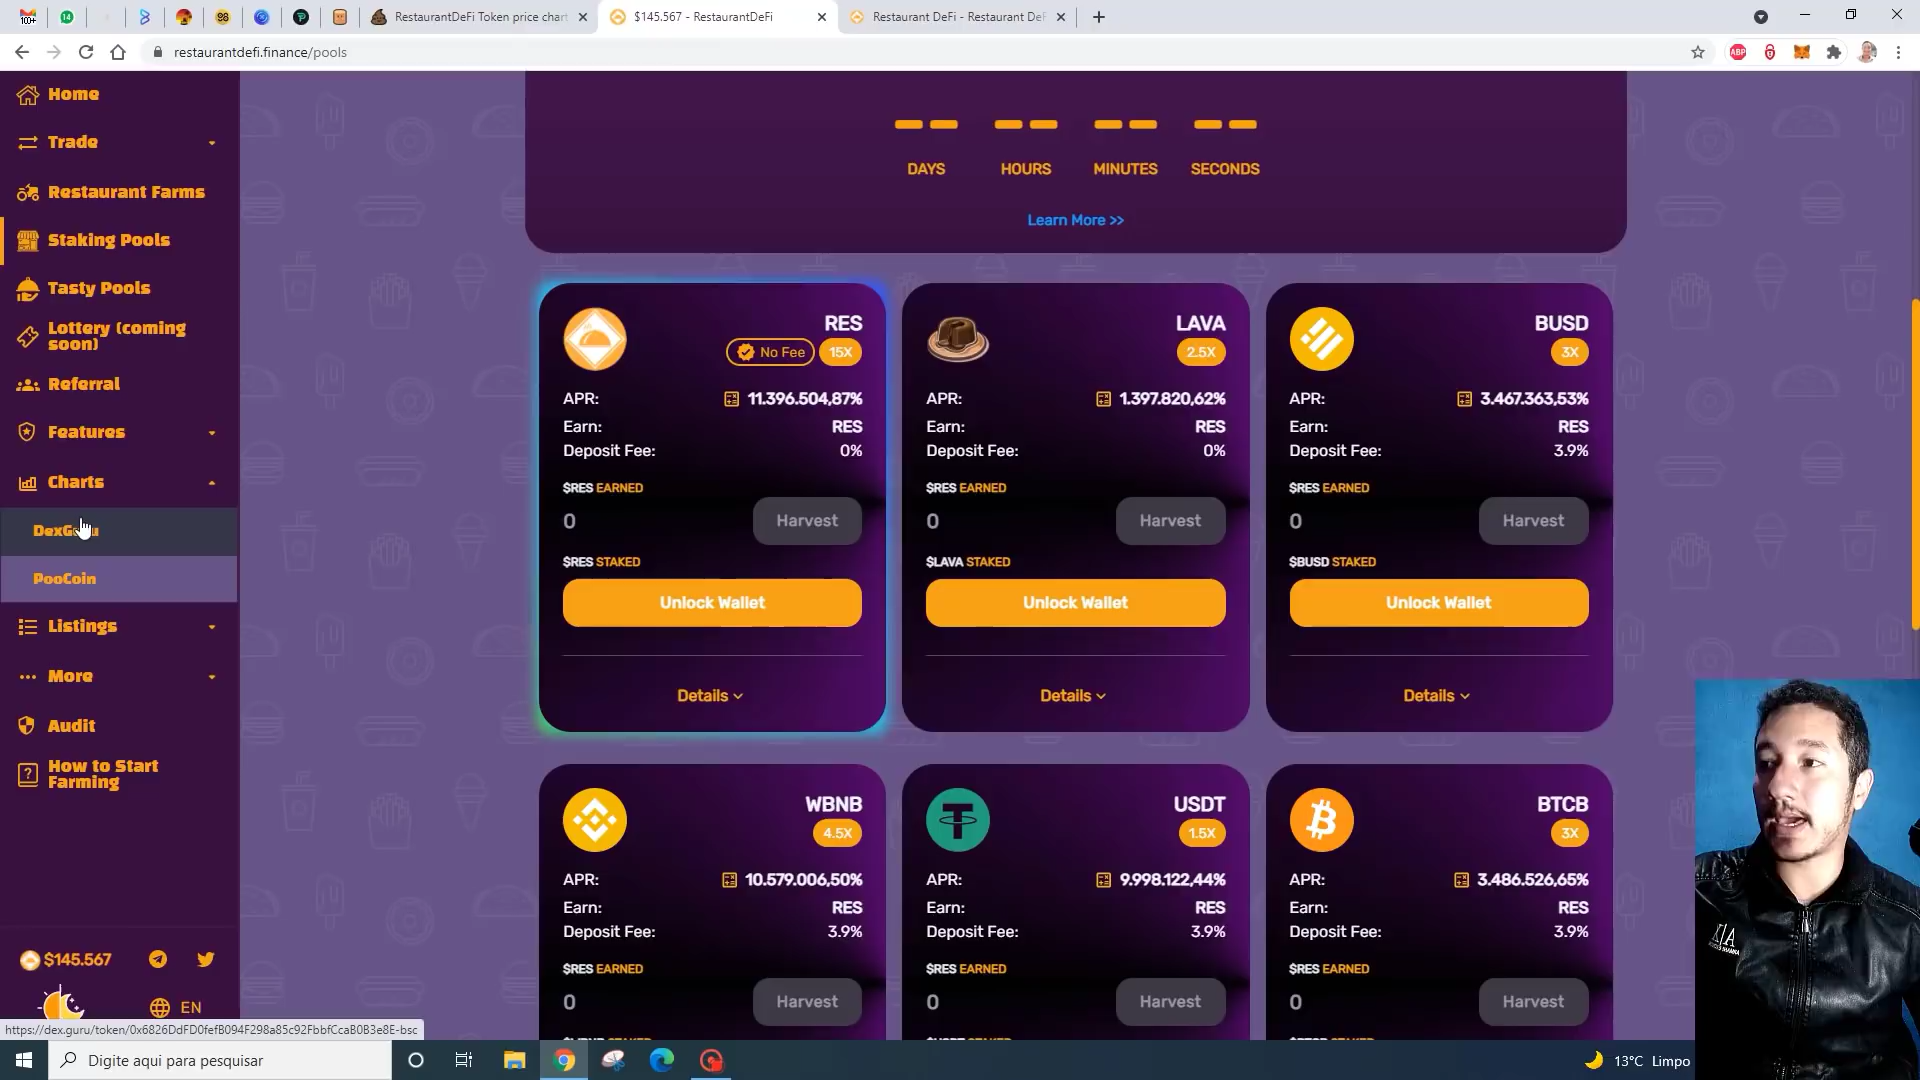 100+
14
98
RestaurantDeFi Token price chart
$145.567 - RestaurantDeFi
Restaurant DeFi - Restaurant DeF
restaurantdefi.finance/pools
ABP
Home
Trade
Restaurant Farms
Staking Pools
Tasty Pools
Lottery (coming
soon)
Referral
Features
Charts
DexGuru
PooCoin
Listings
More
Audit
How to Start
Farming
$145.567
EN
DAYS HOURS MINUTES SECONDS
Learn More >>
RES
No Fee 15X
APR: 11.396.504,87%
Earn: RES
Deposit Fee: 0%
$RES EARNED
0 Harvest
$RES STAKED
Unlock Wallet
Details
LAVA
2.5X
APR: 1.397.820,62%
Earn: RES
Deposit Fee: 0%
$RES EARNED
0 Harvest
$LAVA STAKED
Unlock Wallet
Details
BUSD
3X
APR: 3.467.363,53%
Earn: RES
Deposit Fee: 3.9%
$RES EARNED
0 Harvest
$BUSD STAKED
Unlock Wallet
Details
WBNB
4.5X
APR: 10.579.006,50%
Earn: RES
Deposit Fee: 3.9%
$RES EARNED
0 Harvest
USDT
1.5X
APR: 9.998.122,44%
Earn: RES
Deposit Fee: 3.9%
$RES EARNED
0 Harvest
BTCB
3X
APR: 3.486.526,65%
Earn: RES
Deposit Fee: 3.9%
$RES EARNED
0 Harvest
https://dex.guru/token/0x6826DdFD0fefB094F298a85c92FbbfCcaB0B3e8E-bsc
Digite aqui para pesquisar
13°C Limpo